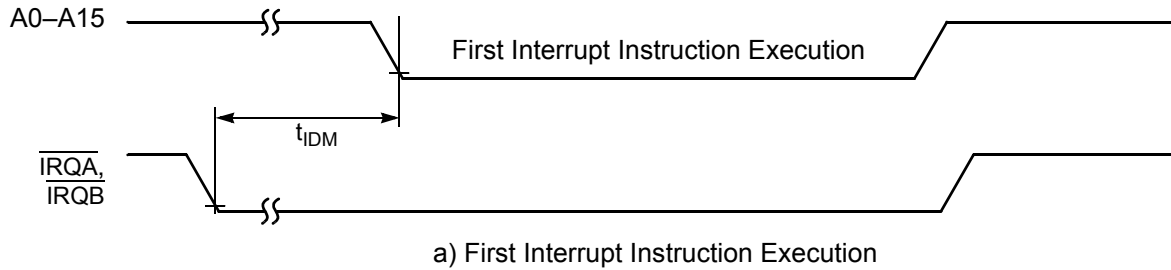 A0–A15
First Interrupt Instruction Execution
tIDM
IRQA,
IRQB
a) First Interrupt Instruction Execution